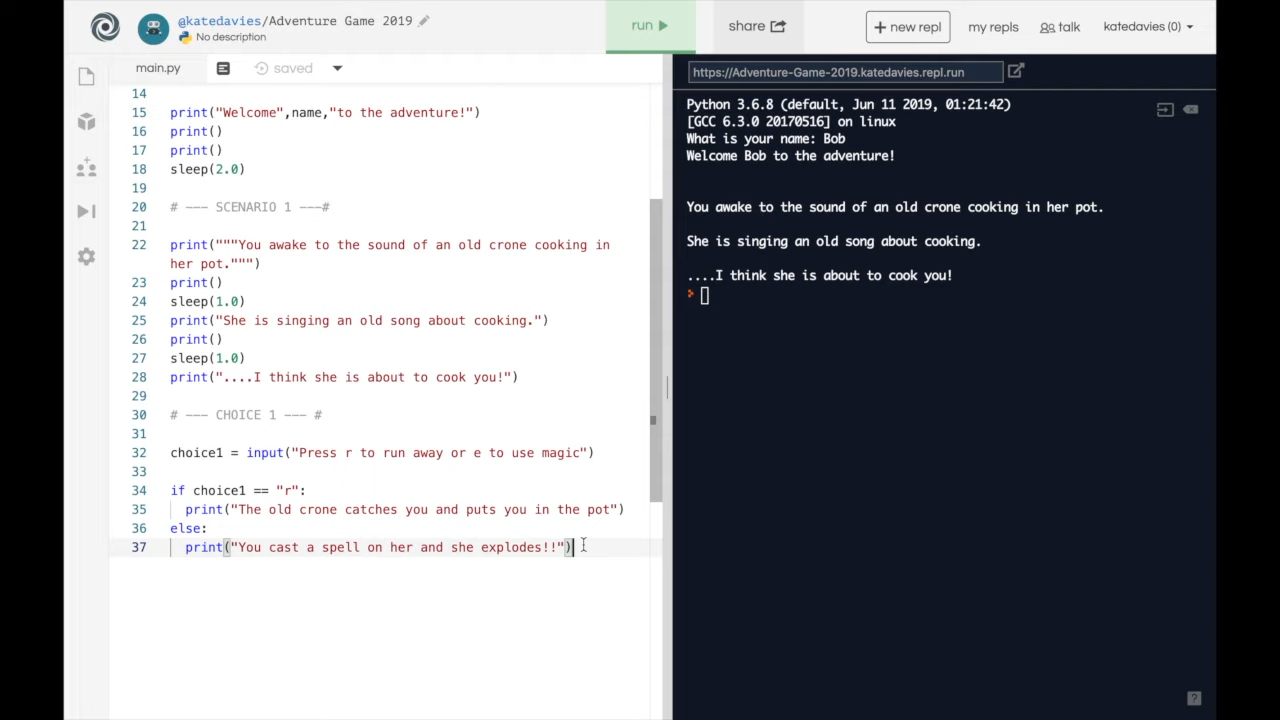 @katedavies/Adventure Game 2019
No description
run
share
+ new repl
my repls
talk
katedavies (0)
main.py
saved
14
15 print("Welcome",name,"to the adventure!")
16 print()
17 print()
18 sleep(2.0)
19
20 # --- SCENARIO 1 ---#
21
22 print("""You awake to the sound of an old crone cooking in
her pot.""")
23 print()
24 sleep(1.0)
25 print("She is singing an old song about cooking.")
26 print()
27 sleep(1.0)
28 print("....I think she is about to cook you!")
29
30 # --- CHOICE 1 --- #
31
32 choice1 = input("Press r to run away or e to use magic")
33
34 if choice1 == "r":
35 print("The old crone catches you and puts you in the pot")
36 else:
37 print("You cast a spell on her and she explodes!!")
https://Adventure-Game-2019.katedavies.repl.run
Python 3.6.8 (default, Jun 11 2019, 01:21:42)
[GCC 6.3.0 20170516] on linux
What is your name: Bob
Welcome Bob to the adventure!
You awake to the sound of an old crone cooking in her pot.
She is singing an old song about cooking.
....I think she is about to cook you!
?